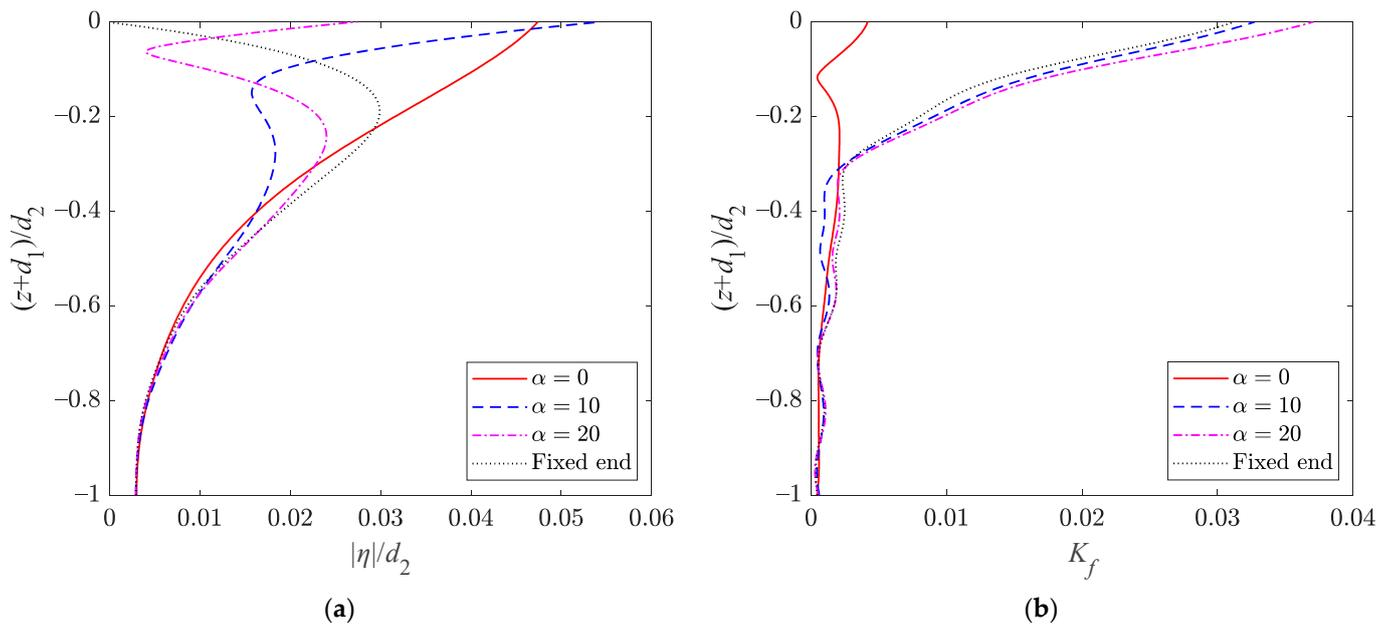 0
−0.2
−0.4
−0.6
−0.8
−1
(z+d₁)/d₂
0 0.01 0.02 0.03 0.04 0.05 0.06
|η|/d₂
α = 0
α = 10
α = 20
Fixed end
(a)
0
−0.2
−0.4
−0.6
−0.8
−1
(z+d₁)/d₂
0 0.01 0.02 0.03 0.04
K_f
α = 0
α = 10
α = 20
Fixed end
(b)